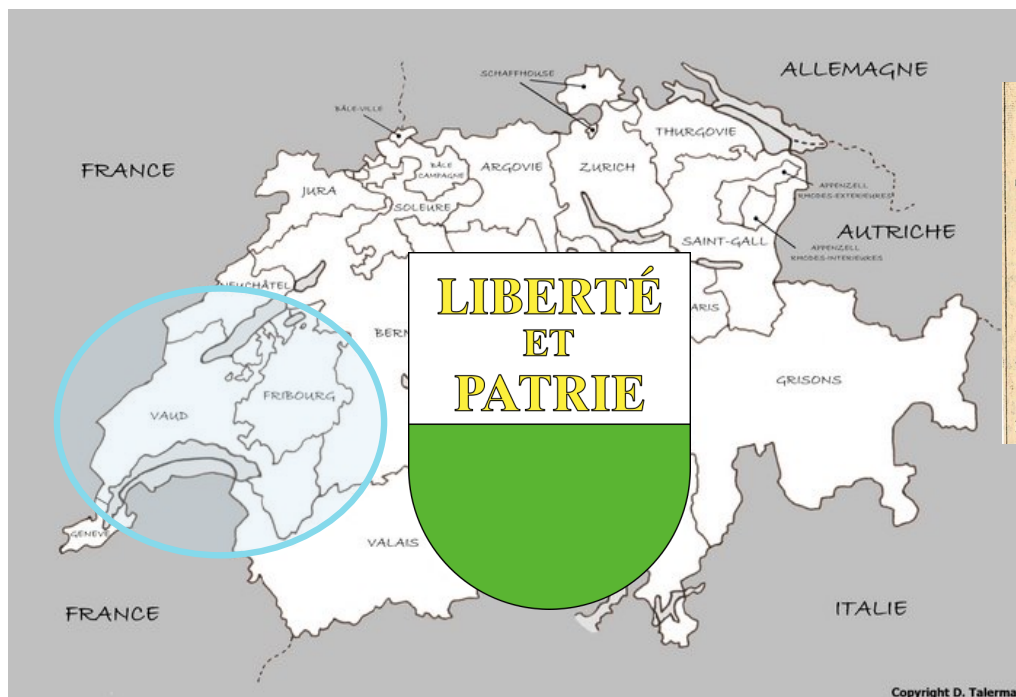 ALLEMAGNE
SCHAFFHOUSE
BÂLE-VILLE
FRANCE
THURGOVIE
ARGOVIE
ZURICH
BÂLE
CAMPAGNE
JURA
APPENZELL
RHODES-EXTÉRIEURES
SOLEURE
AUTRICHE
SAINT-GALL
APPENZELL
RHODES-INTÉRIEURES
NEUCHÂTEL
LIBERTÉ
ET
PATRIE
ARIS
BERN
GRISONS
FRIBOURG
VAUD
GENÈVE
VALAIS
FRANCE
ITALIE
Copyright D. Talerma